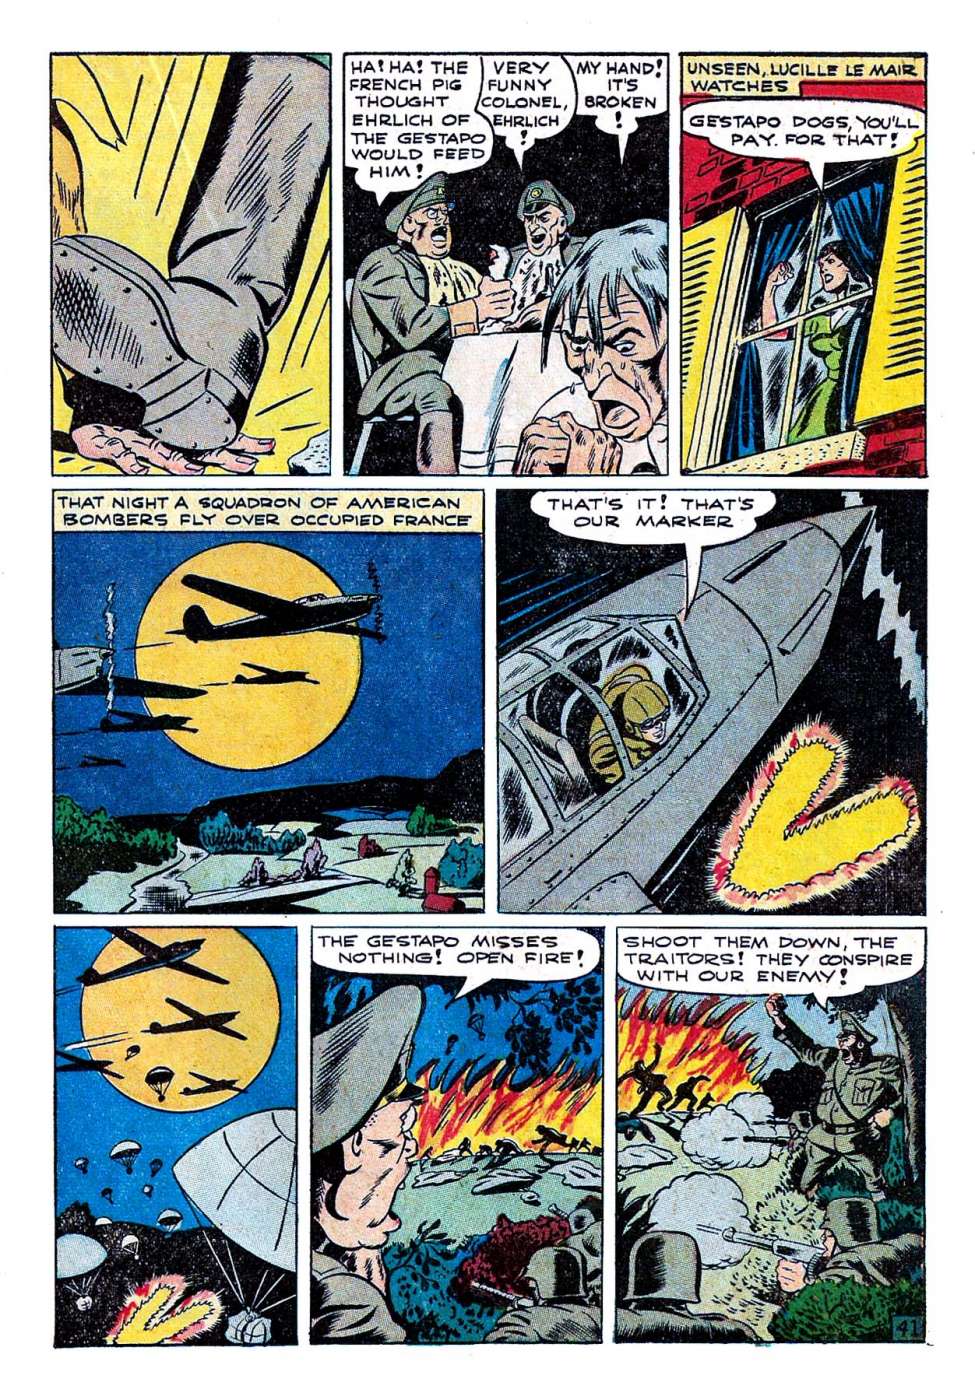 HA! HA! THE
FRENCH PIG
THOUGHT
EHRLICH OF
THE GESTAPO
WOULD FEED
HIM!
VERY
FUNNY
COLONEL,
EHRLICH
!
MY HAND!
IT'S
BROKEN
!
UNSEEN, LUCILLE LE MAIR
WATCHES
GESTAPO DOGS, YOU'LL
PAY. FOR THAT!
THAT NIGHT A SQUADRON OF AMERICAN
BOMBERS FLY OVER OCCUPIED FRANCE
THAT'S IT! THAT'S
OUR MARKER
THE GESTAPO MISSES
NOTHING! OPEN FIRE!
SHOOT THEM DOWN, THE
TRAITORS! THEY CONSPIRE
WITH OUR ENEMY!
41